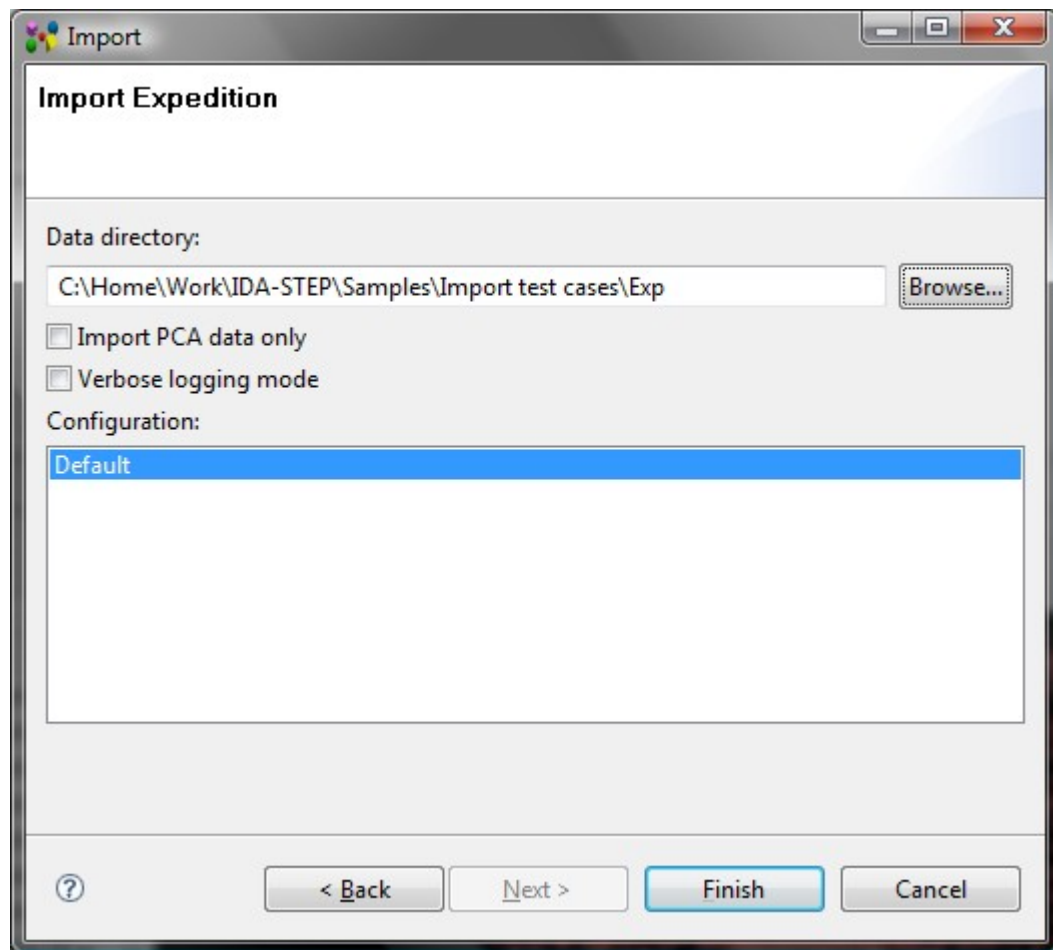 Import
Import Expedition
Data directory:
C:\Home\Work\IDA-STEP\Samples\Import test cases\Exp
Browse...
Import PCA data only
Verbose logging mode
Configuration:
Default
?
< Back
Next >
Finish
Cancel